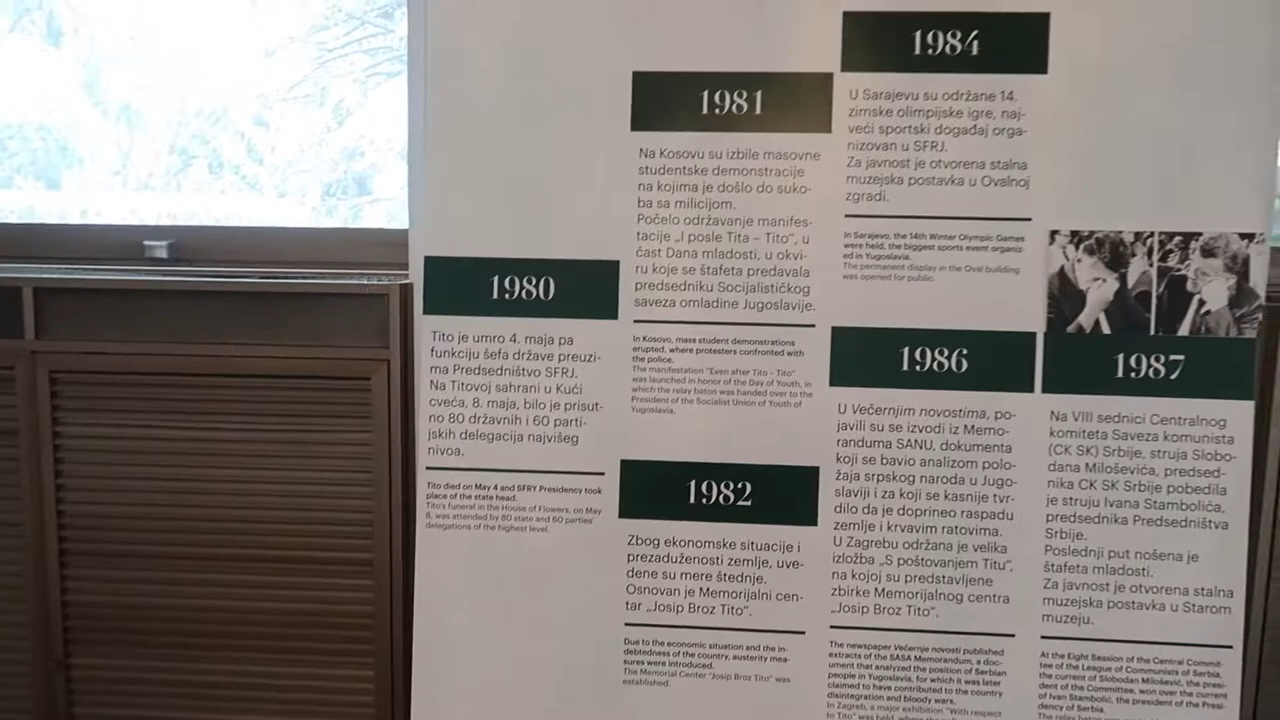 1980
Tito je umro 4. maja pa
funkciju šefa države preuzi-
ma Predsedništvo SFRJ.
Na Titovoj sahrani u Kući
cveća, 8. maja, bilo je prisut-
no 80 državnih i 60 parti-
jskih delegacija najvišeg
nivoa.
Tito died on May 4 and SFRY Presidency took
place of the state head.
Tito's funeral in the House of Flowers, on May
8, was attended by 80 state and 60 parties'
delegations of the highest level.
1981
Na Kosovu su izbile masovne
studentske demonstracije
na kojima je došlo do suko-
ba sa milicijom.
Počelo održavanje manifes-
tacije „I posle Tita – Tito“, u
čast Dana mladosti, u okvi-
ru koje se štafeta predavala
predsedniku Socijalističkog
saveza omladine Jugoslavije.
In Kosovo, mass student demonstrations
erupted, where protesters confronted with
the police.
The manifestation "Even after Tito – Tito"
was launched in honor of the Day of Youth, in
which the relay baton was handed over to the
President of the Socialist Union of Youth of
Yugoslavia.
1982
Zbog ekonomske situacije i
prezaduženosti zemlje, uve-
dene su mere štednje.
Osnovan je Memorijalni cen-
tar „Josip Broz Tito“.
Due to the economic situation and the in-
debtedness of the country, austerity mea-
sures were introduced.
The Memorial Center "Josip Broz Tito" was
established.
1984
U Sarajevu su održane 14.
zimske olimpijske igre, naj-
veći sportski događaj orga-
nizovan u SFRJ.
Za javnost je otvorena stalna
muzejska postavka u Ovalnoj
zgradi.
In Sarajevo, the 14th Winter Olympic Games
were held, the biggest sports event organiz-
ed in Yugoslavia.
The permanent display in the Oval building
was opened for public.
1986
U Večernjim novostima, po-
javili su se izvodi iz Memo-
randuma SANU, dokumenta
koji se bavio analizom polo-
žaja srpskog naroda u Jugo-
slaviji i za koji se kasnije tvr-
dilo da je doprineo raspadu
zemlje i krvavim ratovima.
U Zagrebu održana je velika
izložba „S poštovanjem Titu“,
na kojoj su predstavljene
zbirke Memorijalnog centra
„Josip Broz Tito“.
The newspaper Večernje novosti published
extracts of the SASA Memorandum, a doc-
ument that analyzed the position of Serbian
people in Yugoslavia, for which it was later
claimed to have contributed to the country
disintegration and bloody wars.
In Zagreb, a major exhibition "With respect
to Tito" was held, where the
1987
Na VIII sednici Centralnog
komiteta Saveza komunista
(CK SK) Srbije, struja Slobo-
dana Miloševića, predsed-
nika CK SK Srbije pobedila
je struju Ivana Stambolića,
predsednika Predsedništva
Srbije.
Poslednji put nošena je
štafeta mladosti.
Za javnost je otvorena stalna
muzejska postavka u Starom
muzeju.
At the Eight Session of the Central Commit-
tee of the League of Communists of Serbia,
the current of Slobodan Milošević, the presi-
dent of the Committee, won over the current
of Ivan Stambolić, the president of the Presi-
dency of Serbia.
The relay baton